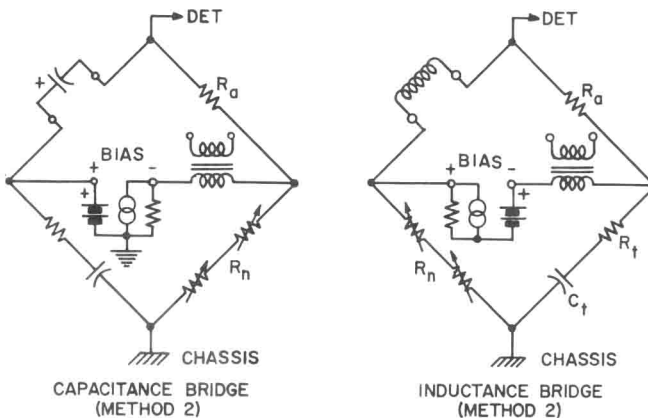 DET
DET
+
R_a
R_a
+ BIAS -
+
+ BIAS -
+
R_n
R_n
R_t
C_t
CHASSIS
CHASSIS
CAPACITANCE BRIDGE
(METHOD 2)
INDUCTANCE BRIDGE
(METHOD 2)